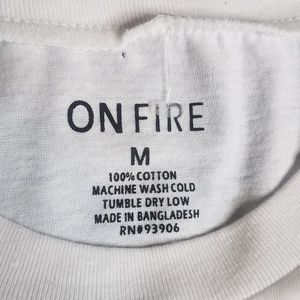 ON FIRE
M
100% COTTON
MACHINE WASH COLD
TUMBLE DRY LOW
MADE IN BANGLADESH
RN#93906